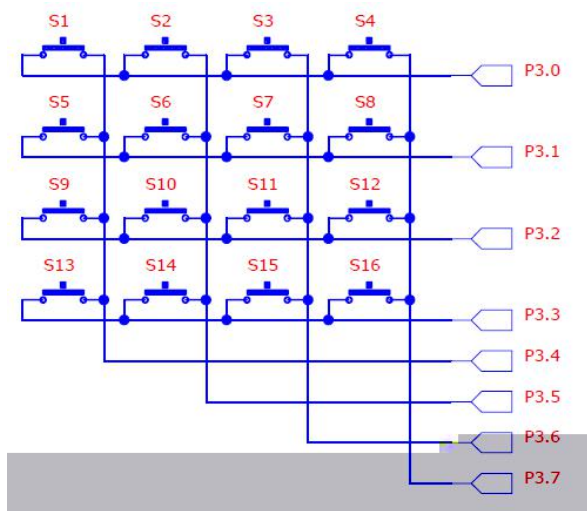 S1 S2 S3 S4
P3.0
S5 S6 S7 S8
P3.1
S9 S10 S11 S12
P3.2
S13 S14 S15 S16
P3.3
P3.4
P3.5
P3.6
P3.7